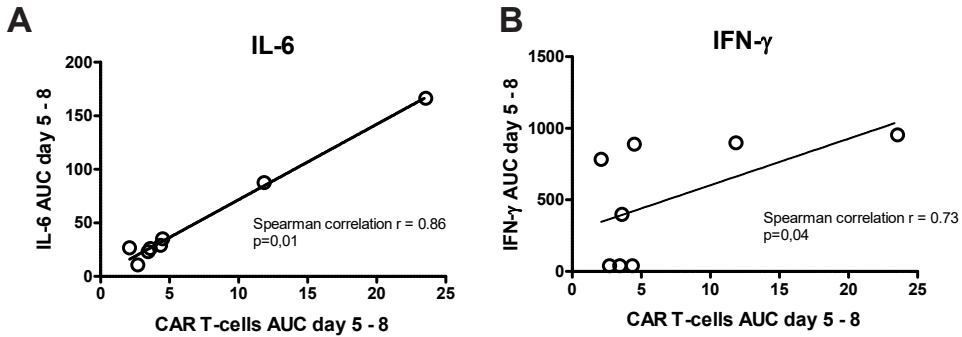 A
IL-6
IL-6 AUC day 5 - 8
200
150
100
50
0
0
5
10
15
20
25
Spearman correlation r = 0.86
p=0,01
CAR T-cells AUC day 5 - 8
B
IFN-γ
IFN-γ AUC day 5 - 8
1500
1000
500
0
0
5
10
15
20
25
Spearman correlation r = 0.73
p=0,04
CAR T-cells AUC day 5 - 8